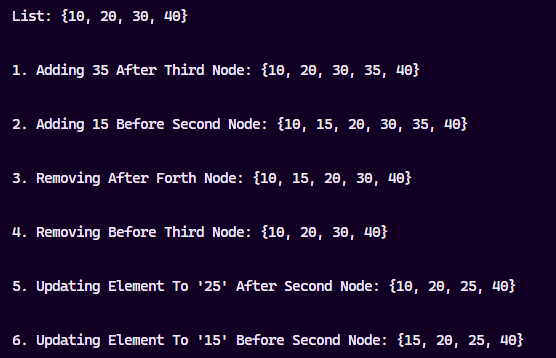 List: {10, 20, 30, 40}
1. Adding 35 After Third Node: {10, 20, 30, 35, 40}
2. Adding 15 Before Second Node: {10, 15, 20, 30, 35, 40}
3. Removing After Forth Node: {10, 15, 20, 30, 40}
4. Removing Before Third Node: {10, 20, 30, 40}
5. Updating Element To '25' After Second Node: {10, 20, 25, 40}
6. Updating Element To '15' Before Second Node: {15, 20, 25, 40}